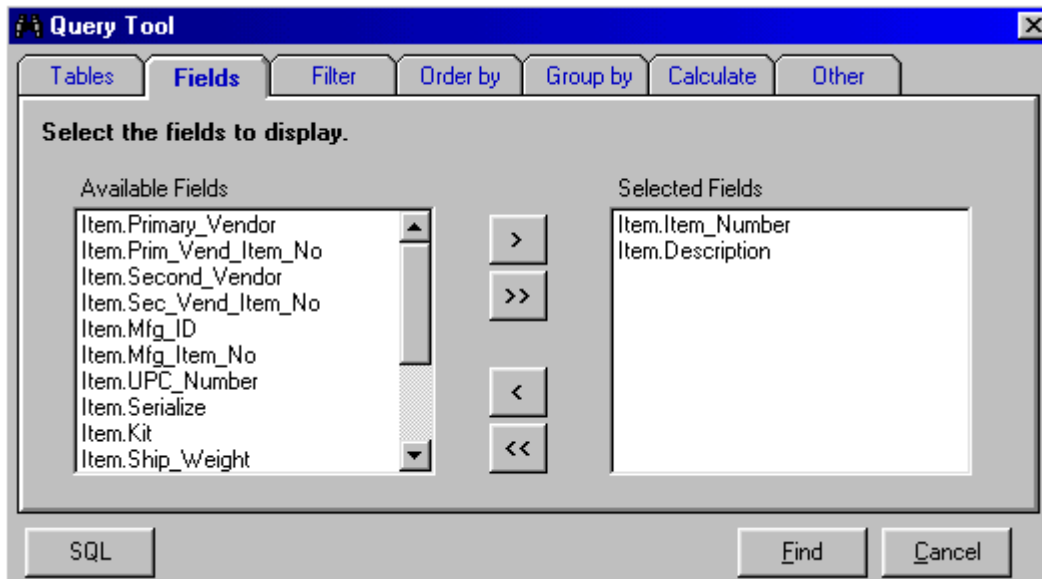 Query Tool
Tables Fields Filter Order by Group by Calculate Other
Select the fields to display.
Available Fields
Item.Primary_Vendor
Item.Prim_Vend_Item_No
Item.Second_Vendor
Item.Sec_Vend_Item_No
Item.Mfg_ID
Item.Mfg_Item_No
Item.UPC_Number
Item.Serialize
Item.Kit
Item.Ship_Weight
>
>>
<
<<
Selected Fields
Item.Item_Number
Item.Description
SQL Find Cancel